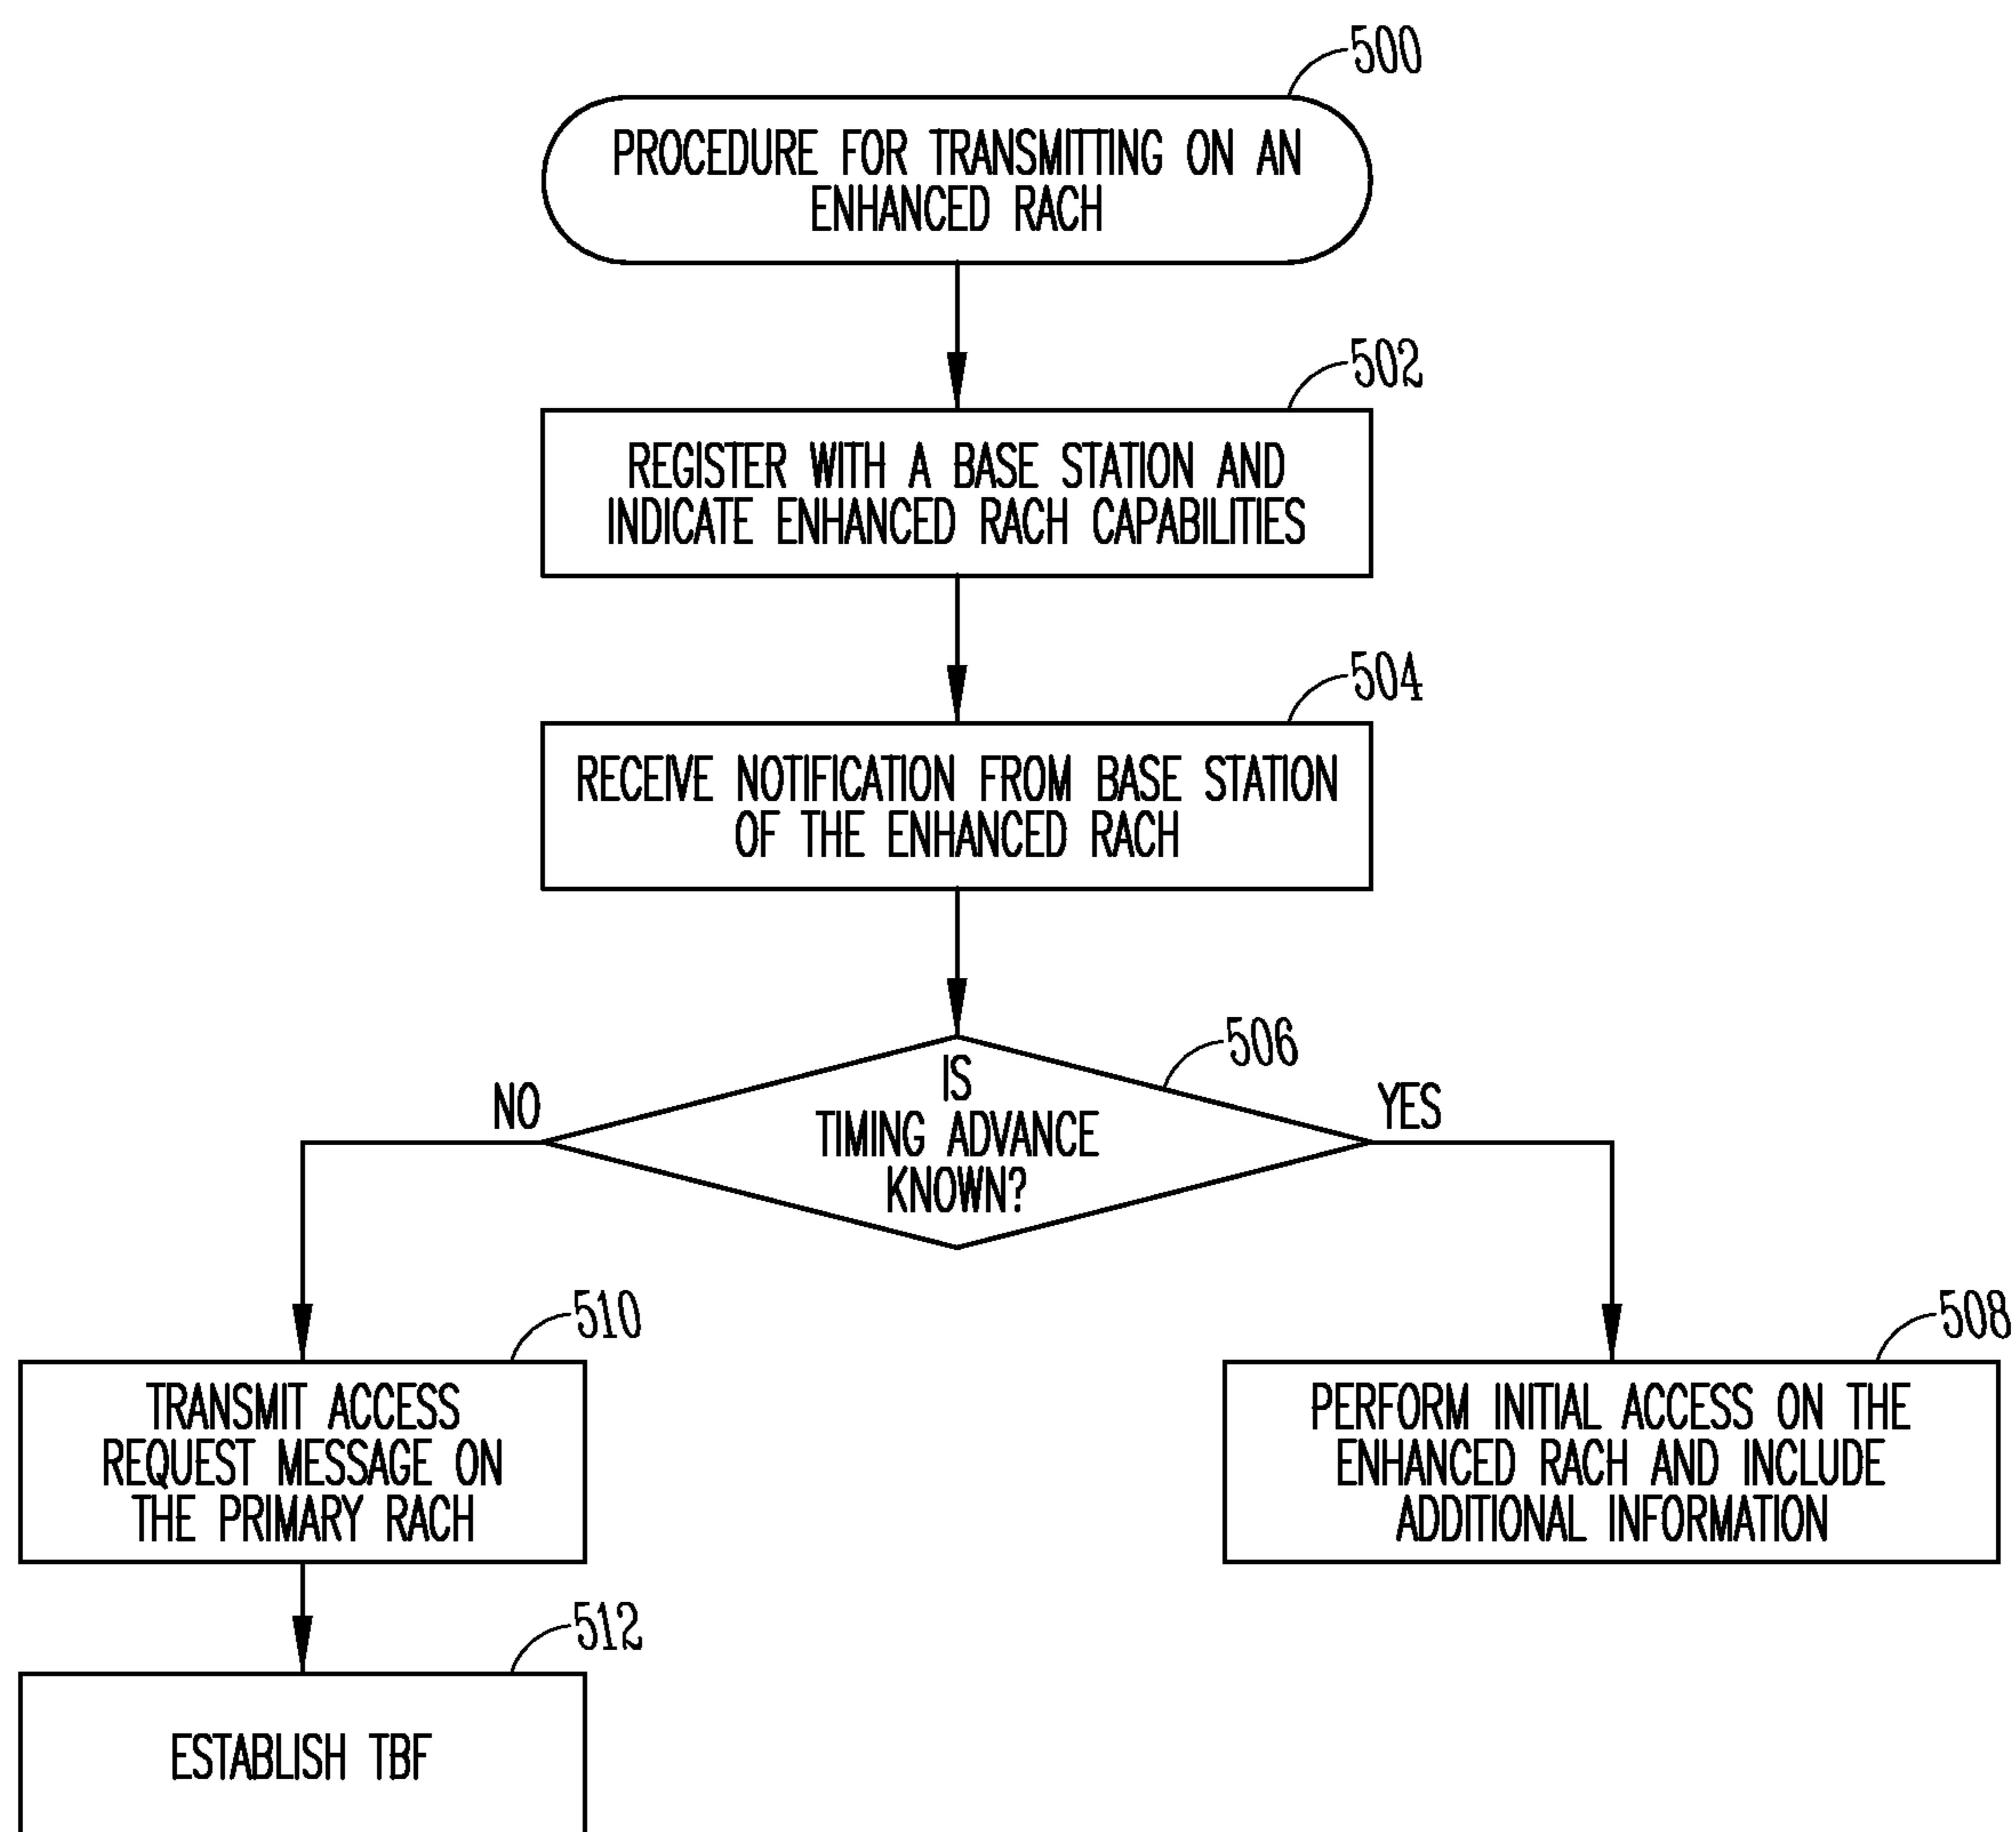 500
PROCEDURE FOR TRANSMITTING ON AN
ENHANCED RACH
502
REGISTER WITH A BASE STATION AND
INDICATE ENHANCED RACH CAPABILITIES
504
RECEIVE NOTIFICATION FROM BASE STATION
OF THE ENHANCED RACH
506
IS
TIMING ADVANCE
KNOWN?
NO
YES
510
TRANSMIT ACCESS
REQUEST MESSAGE ON
THE PRIMARY RACH
508
PERFORM INITIAL ACCESS ON THE
ENHANCED RACH AND INCLUDE
ADDITIONAL INFORMATION
512
ESTABLISH TBF